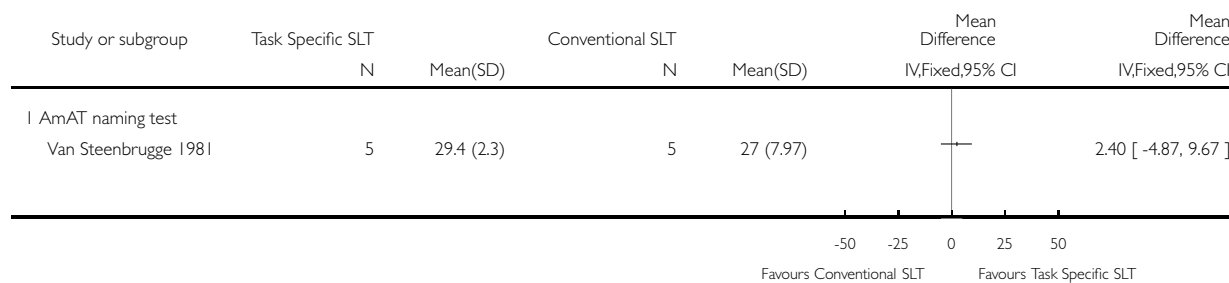 Study or subgroup Task Specific SLT Conventional SLT Mean Difference Mean Difference
N Mean(SD) N Mean(SD) IV,Fixed,95% CI IV,Fixed,95% CI
1 AmAT naming test
Van Steenbrugge 1981 5 29.4 (2.3) 5 27 (7.97) 2.40 [ -4.87, 9.67 ]
-50 -25 0 25 50
Favours Conventional SLT Favours Task Specific SLT